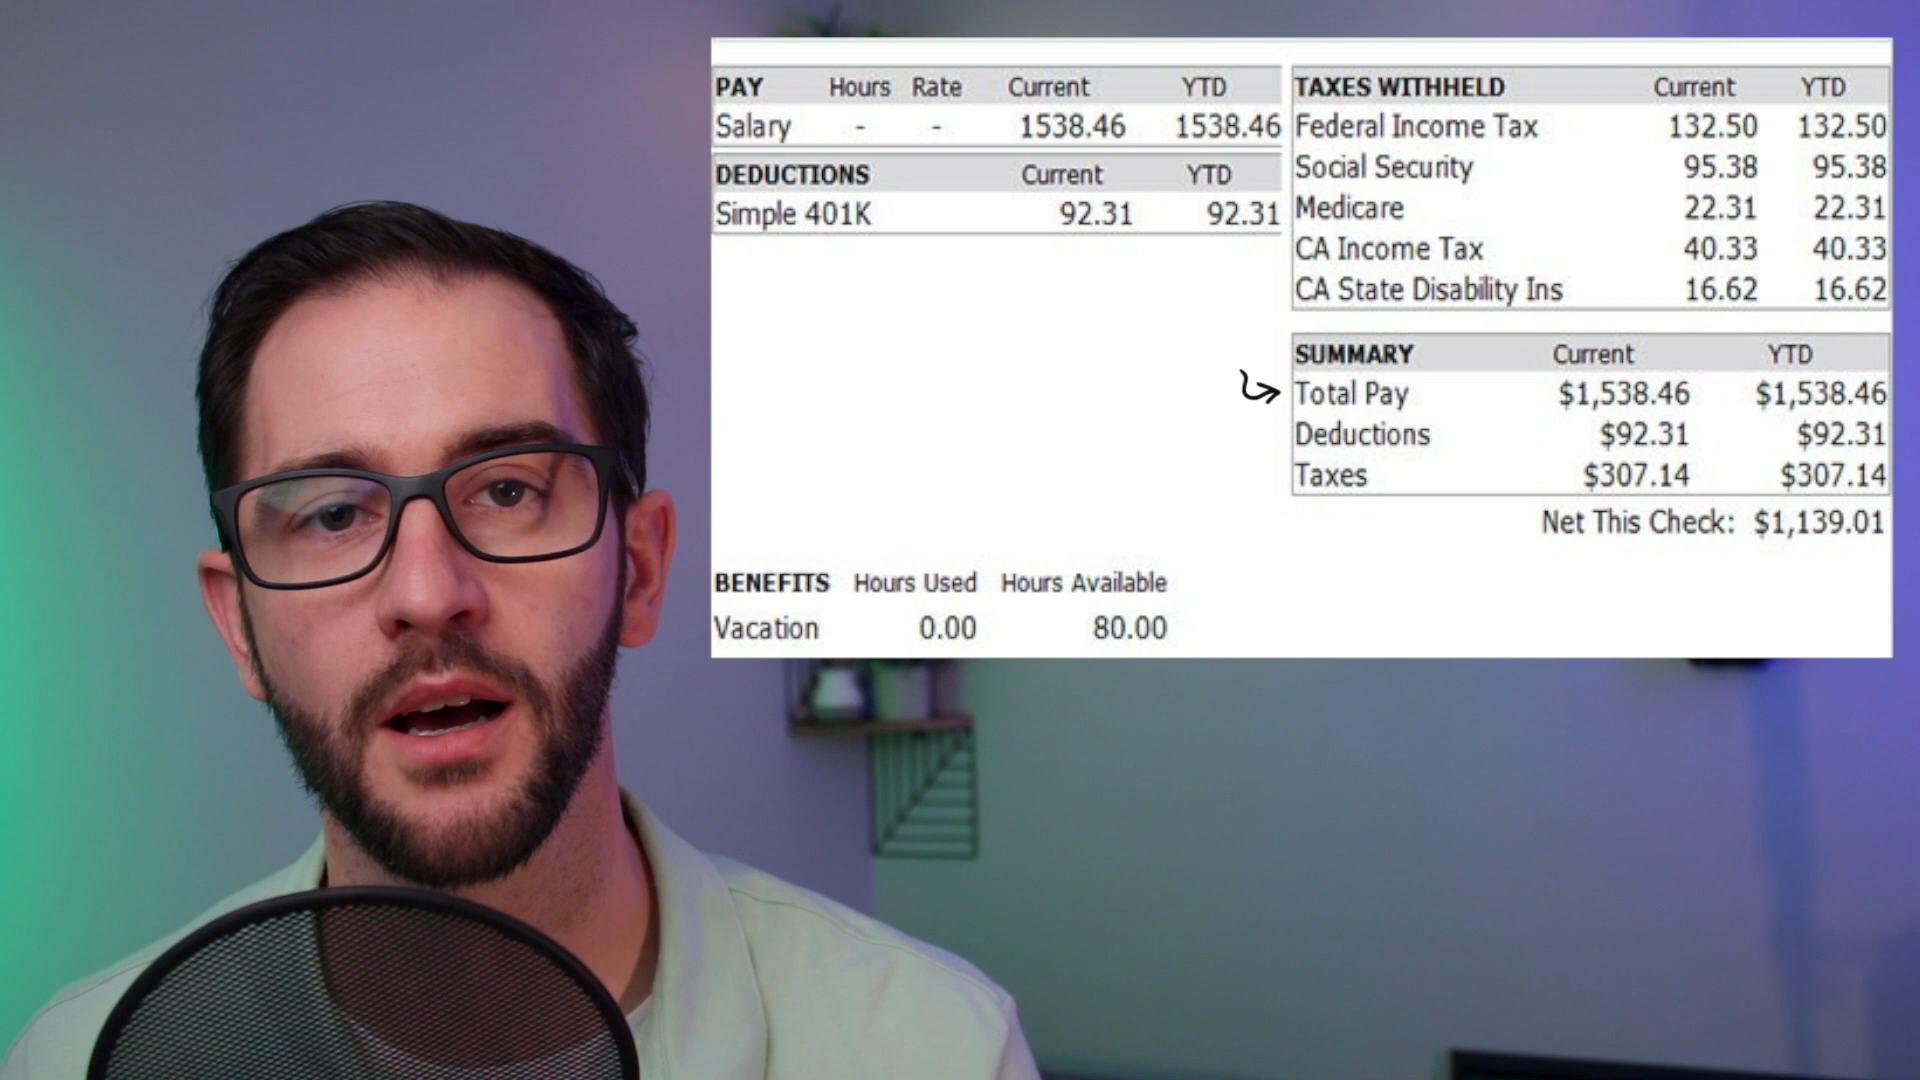 PAY Hours Rate Current YTD
Salary - - 1538.46 1538.46
DEDUCTIONS Current YTD
Simple 401K 92.31 92.31
TAXES WITHHELD Current YTD
Federal Income Tax 132.50 132.50
Social Security 95.38 95.38
Medicare 22.31 22.31
CA Income Tax 40.33 40.33
CA State Disability Ins 16.62 16.62
SUMMARY Current YTD
Total Pay $1,538.46 $1,538.46
Deductions $92.31 $92.31
Taxes $307.14 $307.14
Net This Check: $1,139.01
BENEFITS Hours Used Hours Available
Vacation 0.00 80.00